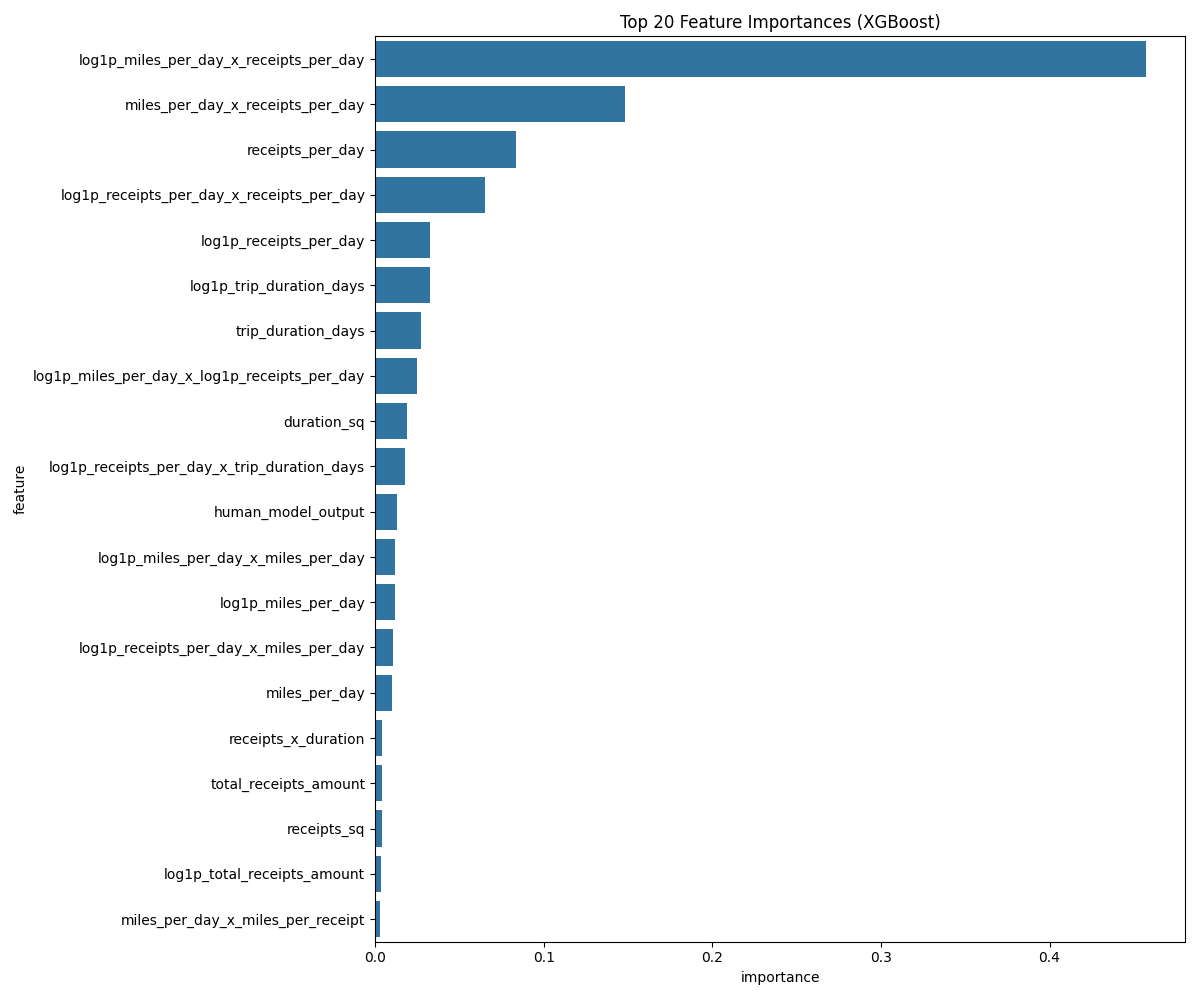 Top 20 Feature Importances (XGBoost)
log1p_miles_per_day_x_receipts_per_day
miles_per_day_x_receipts_per_day
receipts_per_day
log1p_receipts_per_day_x_receipts_per_day
log1p_receipts_per_day
log1p_trip_duration_days
trip_duration_days
log1p_miles_per_day_x_log1p_receipts_per_day
duration_sq
log1p_receipts_per_day_x_trip_duration_days
human_model_output
log1p_miles_per_day_x_miles_per_day
log1p_miles_per_day
log1p_receipts_per_day_x_miles_per_day
miles_per_day
receipts_x_duration
total_receipts_amount
receipts_sq
log1p_total_receipts_amount
miles_per_day_x_miles_per_receipt
feature
0.0 0.1 0.2 0.3 0.4
importance